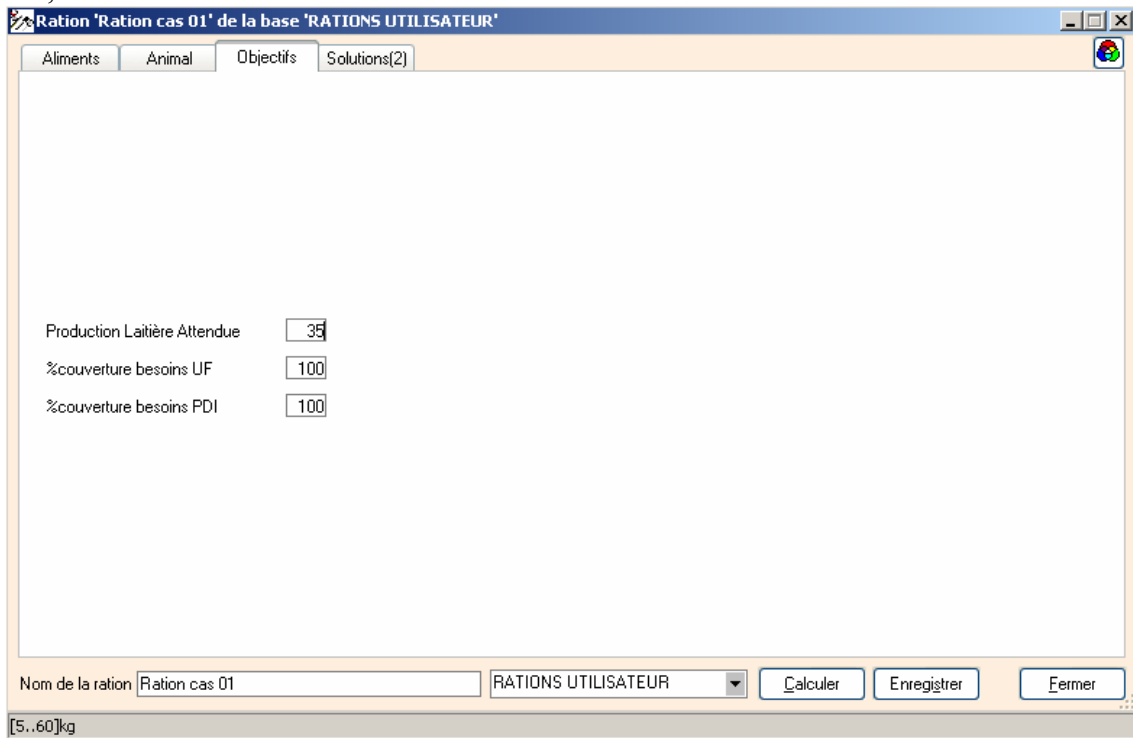 Ration 'Ration cas 01' de la base 'RATIONS UTILISATEUR'
Aliments Animal Objectifs Solutions(2)
Production Laitière Attendue 35
%couverture besoins UF 100
%couverture besoins PDI 100
Nom de la ration Ration cas 01 RATIONS UTILISATEUR Calculer Enregistrer Fermer
[5..60]kg